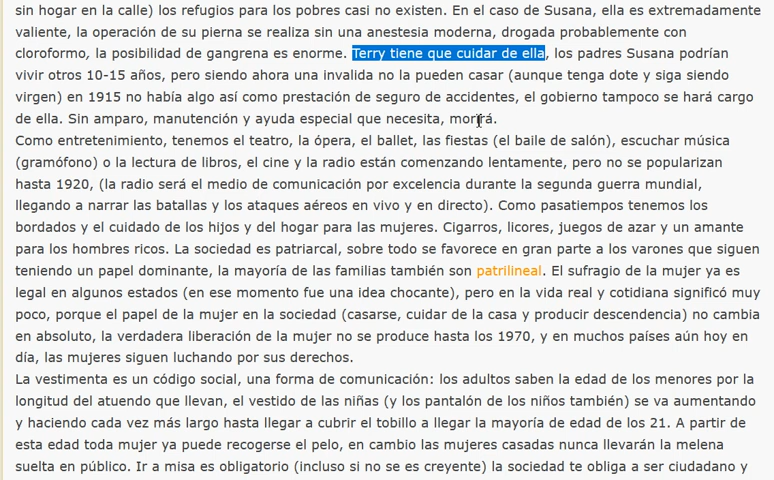 sin hogar en la calle) los refugios para los pobres casi no existen. En el caso de Susana, ella es extremadamente
valiente, la operación de su pierna se realiza sin una anestesia moderna, drogada probablemente con
cloroformo, la posibilidad de gangrena es enorme. Terry tiene que cuidar de ella, los padres Susana podrían
vivir otros 10-15 años, pero siendo ahora una invalida no la pueden casar (aunque tenga dote y siga siendo
virgen) en 1915 no había algo así como prestación de seguro de accidentes, el gobierno tampoco se hará cargo
de ella. Sin amparo, manutención y ayuda especial que necesita, morirá.
Como entretenimiento, tenemos el teatro, la ópera, el ballet, las fiestas (el baile de salón), escuchar música
(gramófono) o la lectura de libros, el cine y la radio están comenzando lentamente, pero no se popularizan
hasta 1920, (la radio será el medio de comunicación por excelencia durante la segunda guerra mundial,
llegando a narrar las batallas y los ataques aéreos en vivo y en directo). Como pasatiempos tenemos los
bordados y el cuidado de los hijos y del hogar para las mujeres. Cigarros, licores, juegos de azar y un amante
para los hombres ricos. La sociedad es patriarcal, sobre todo se favorece en gran parte a los varones que siguen
teniendo un papel dominante, la mayoría de las familias también son patrilineal. El sufragio de la mujer ya es
legal en algunos estados (en ese momento fue una idea chocante), pero en la vida real y cotidiana significó muy
poco, porque el papel de la mujer en la sociedad (casarse, cuidar de la casa y producir descendencia) no cambia
en absoluto, la verdadera liberación de la mujer no se produce hasta los 1970, y en muchos países aún hoy en
día, las mujeres siguen luchando por sus derechos.
La vestimenta es un código social, una forma de comunicación: los adultos saben la edad de los menores por la
longitud del atuendo que llevan, el vestido de las niñas (y los pantalón de los niños también) se va aumentando
y haciendo cada vez más largo hasta llegar a cubrir el tobillo a llegar la mayoría de edad de los 21. A partir de
esta edad toda mujer ya puede recogerse el pelo, en cambio las mujeres casadas nunca llevarán la melena
suelta en público. Ir a misa es obligatorio (incluso si no se es creyente) la sociedad te obliga a ser ciudadano y